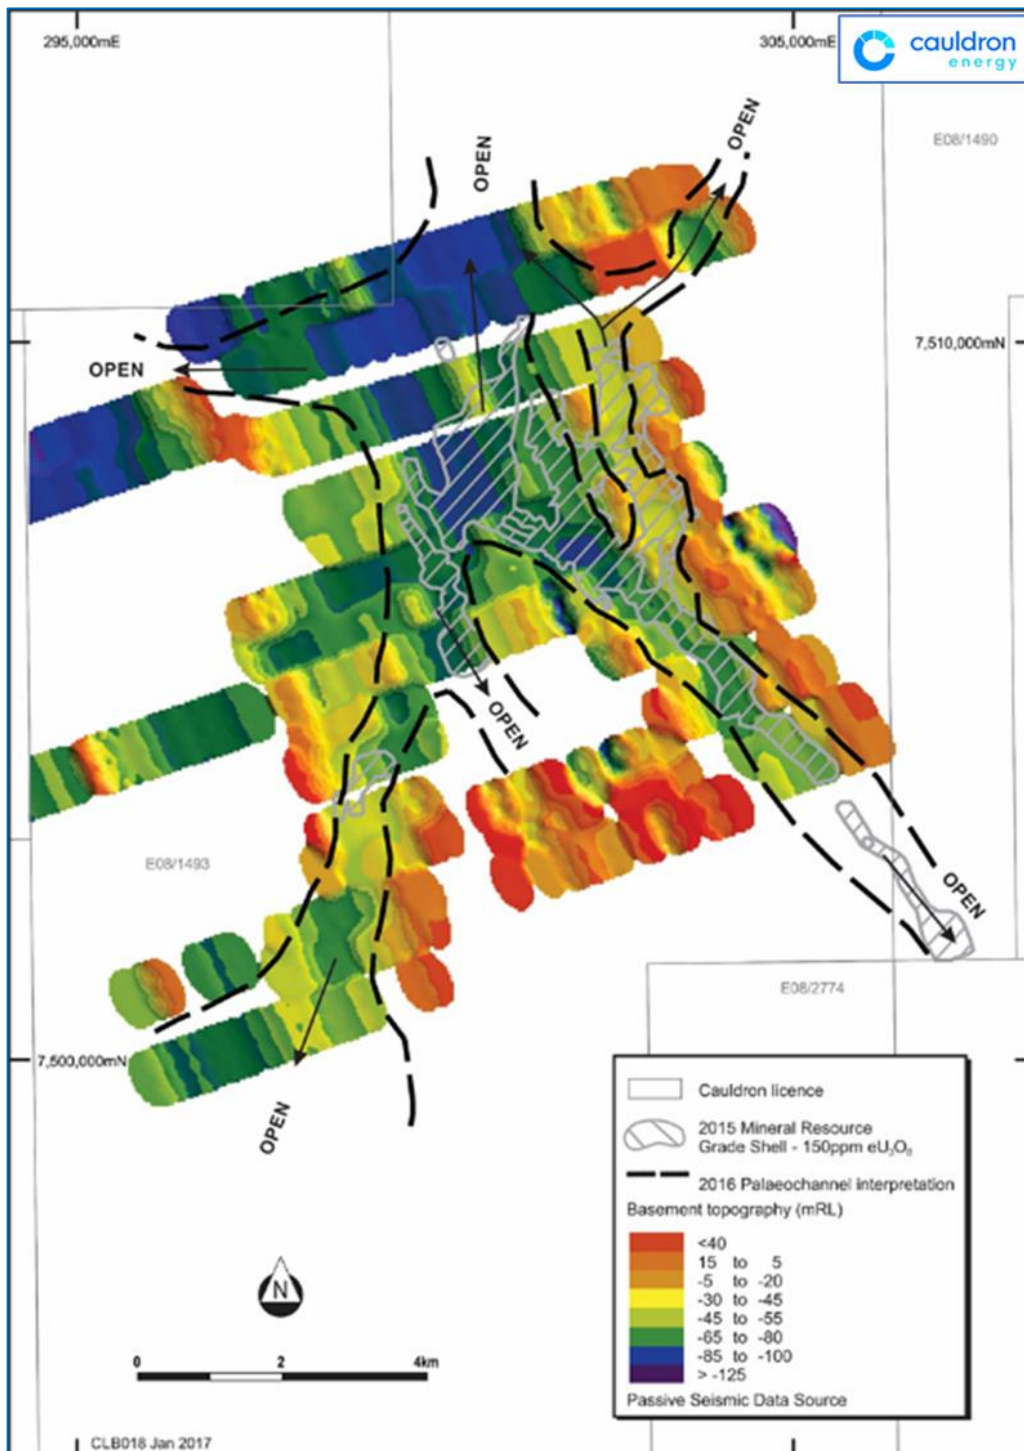 295,000mE
305,000mE
cauldron
energy
E08/1490
OPEN
OPEN
OPEN
7,510,000mN
OPEN
E08/1493
OPEN
E08/2774
7,500,000mN
OPEN
Cauldron licence
2015 Mineral Resource
Grade Shell - 150ppm eU₃O₈
2016 Palaeochannel interpretation
Basement topography (mRL)
<40
15 to 5
-5 to -20
-30 to -45
-45 to -55
-65 to -80
-85 to -100
> -125
Passive Seismic Data Source
N
0 2 4km
CLB018 Jan 2017